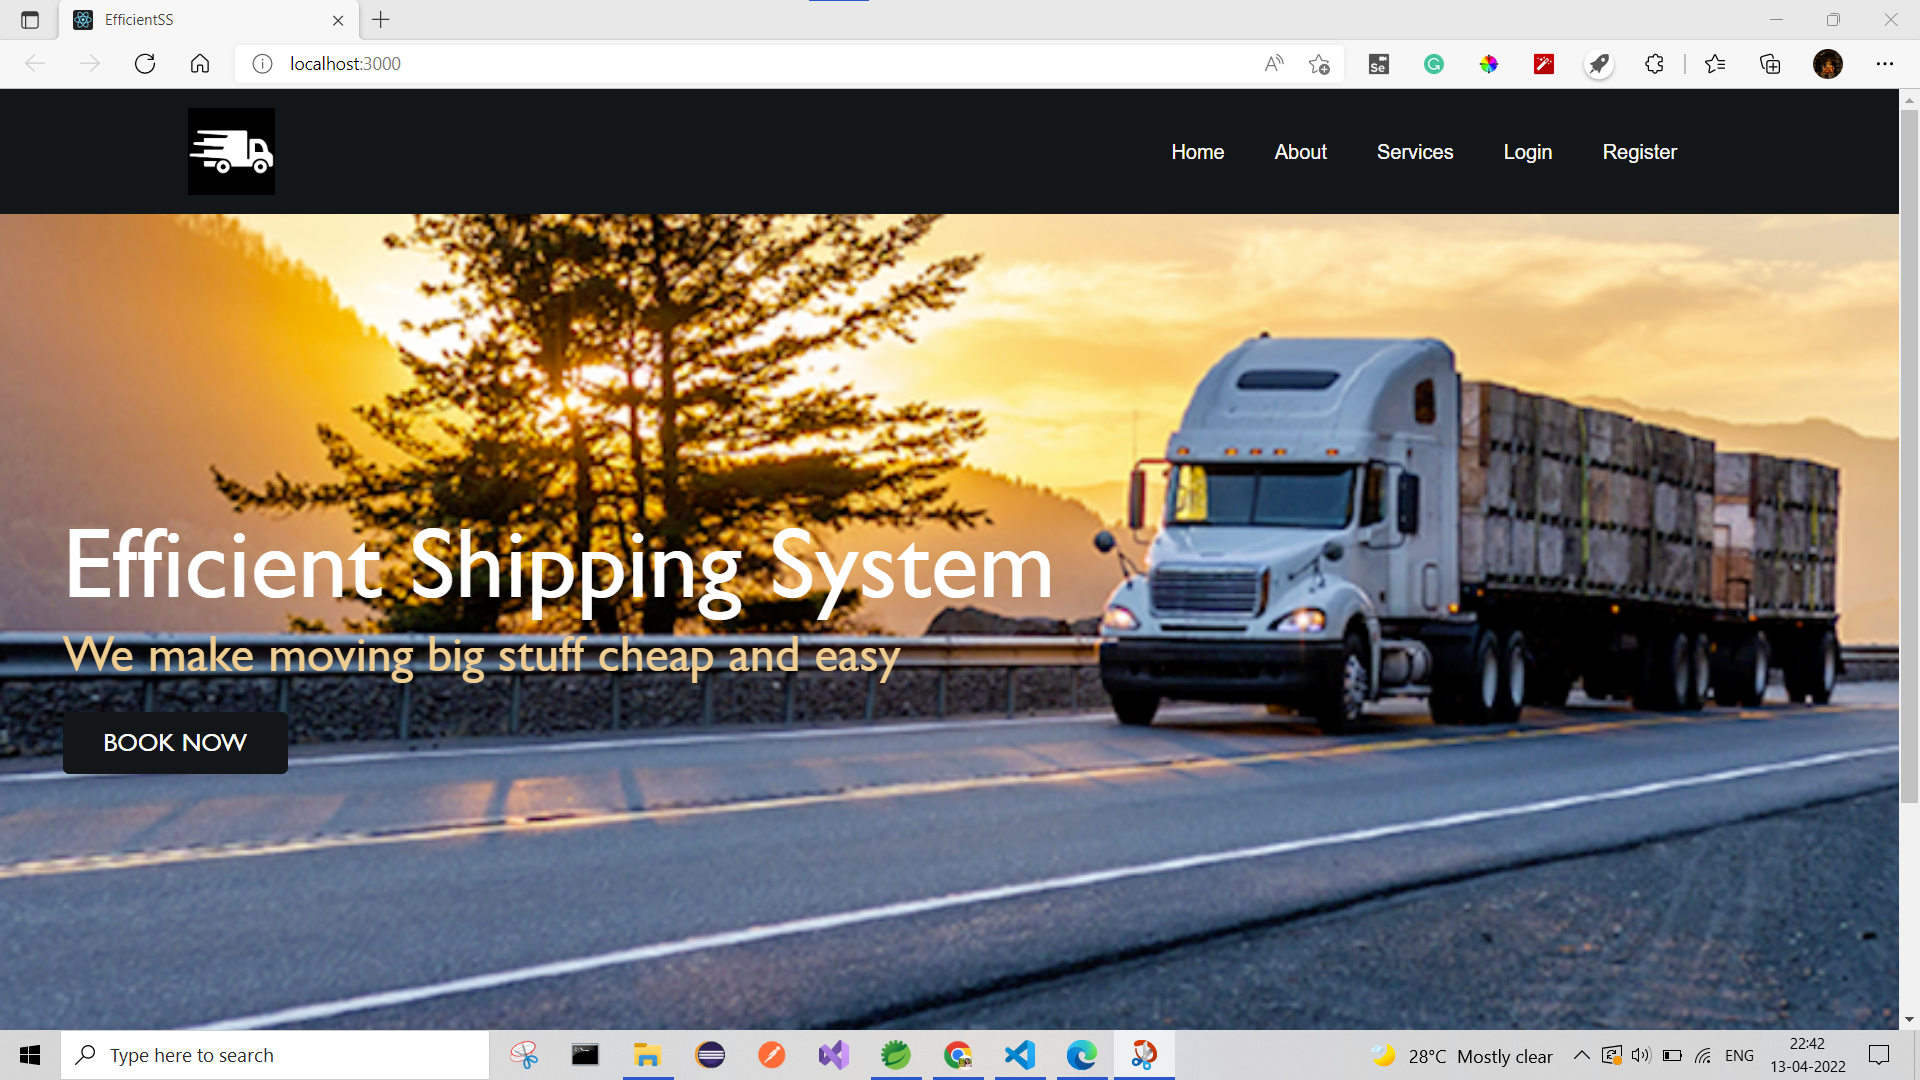 EfficientSS
localhost:3000
Se
Home About Services Login Register
Efficient Shipping System
We make moving big stuff cheap and easy
BOOK NOW
Type here to search
28°C Mostly clear
ENG
22:42
13-04-2022